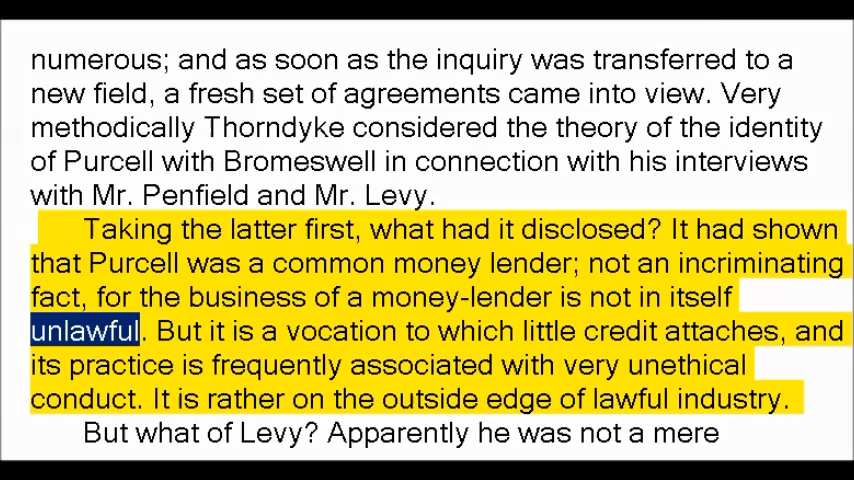 numerous; and as soon as the inquiry was transferred to a
new field, a fresh set of agreements came into view. Very
methodically Thorndyke considered the theory of the identity
of Purcell with Bromeswell in connection with his interviews
with Mr. Penfield and Mr. Levy.
Taking the latter first, what had it disclosed? It had shown
that Purcell was a common money lender; not an incriminating
fact, for the business of a money-lender is not in itself
unlawful. But it is a vocation to which little credit attaches, and
its practice is frequently associated with very unethical
conduct. It is rather on the outside edge of lawful industry.
But what of Levy? Apparently he was not a mere